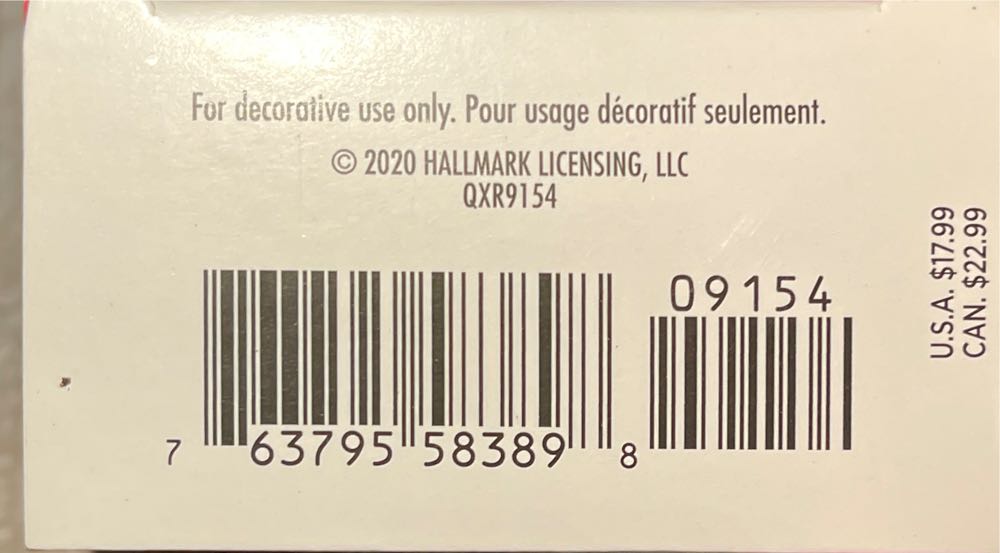 For decorative use only. Pour usage décoratif seulement.
© 2020 HALLMARK LICENSING, LLC
QXR9154
09154
7 63795 58389 8
U.S.A. $17.99
CAN. $22.99